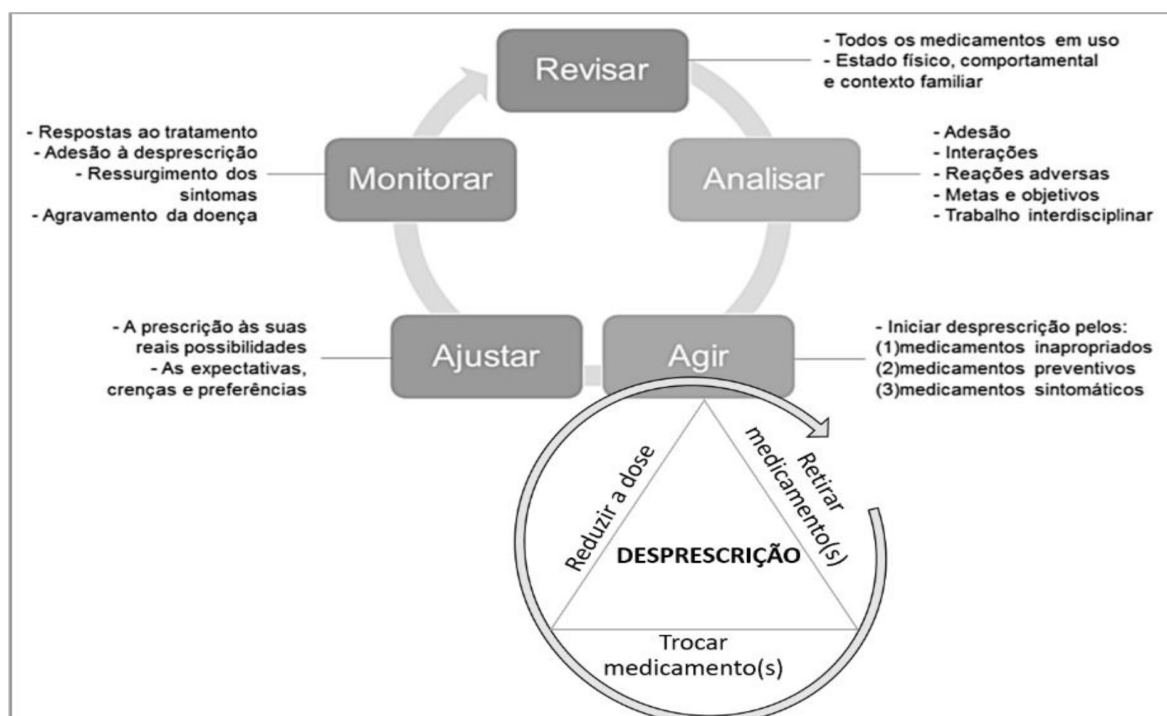 Revisar
- Todos os medicamentos em uso
- Estado físico, comportamental
e contexto familiar
Analisar
- Adesão
- Interações
- Reações adversas
- Metas e objetivos
- Trabalho interdisciplinar
Agir
- Iniciar desprescrição pelos:
(1)medicamentos inapropriados
(2)medicamentos preventivos
(3)medicamentos sintomáticos
Ajustar
- A prescrição às suas
reais possibilidades
- As expectativas,
crenças e preferências
Monitorar
- Respostas ao tratamento
- Adesão à desprescrição
- Ressurgimento dos
sintomas
- Agravamento da doença
Reduzir a dose
Retirar
medicamento(s)
DESPRESCRIÇÃO
Trocar
medicamento(s)